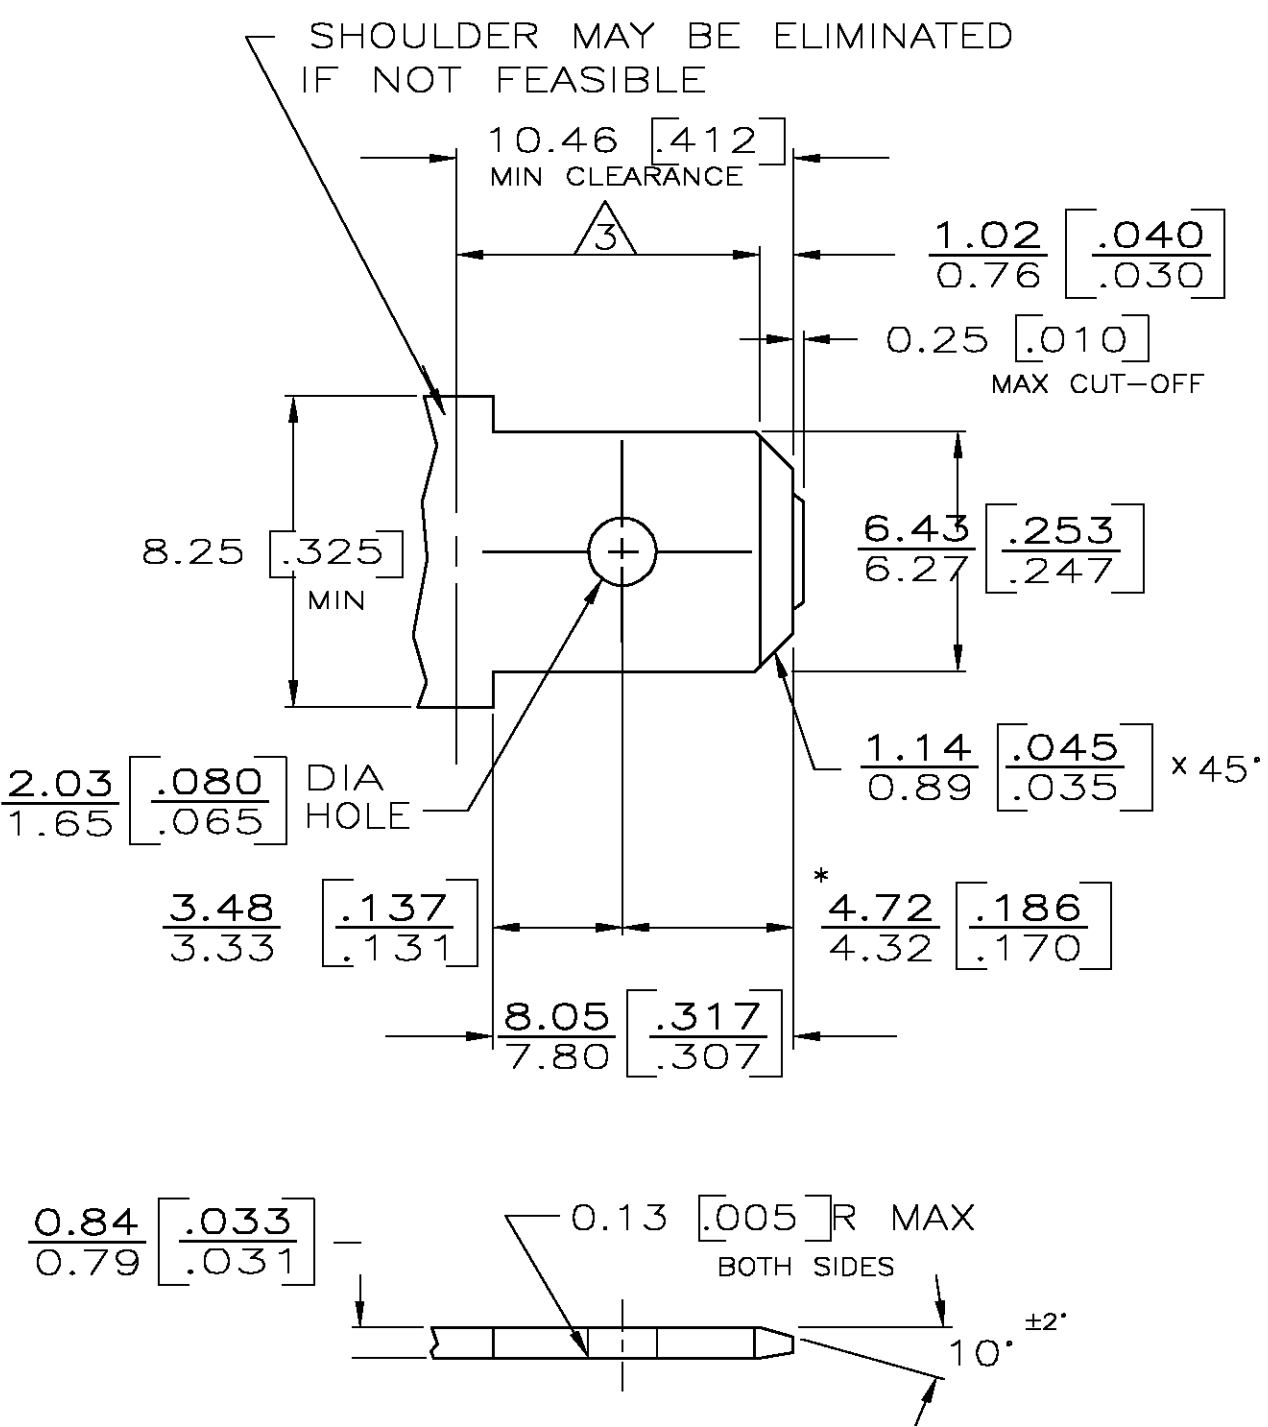 SHOULDER MAY BE ELIMINATED
IF NOT FEASIBLE
10.46 [.412]
MIN CLEARANCE
3
1.02 [.040
0.76 .030]
0.25 [.010]
MAX CUT-OFF
8.25 [.325]
MIN
6.43 [.253
6.27 .247]
1.14 [.045
0.89 .035] x 45°
2.03 [.080
1.65 .065]
DIA
HOLE
3.48 [.137
3.33 .131]
*
4.72 [.186
4.32 .170]
8.05 [.317
7.80 .307]
0.84 [.033
0.79 .031]
0.13 [.005] R MAX
BOTH SIDES
10° ±2°